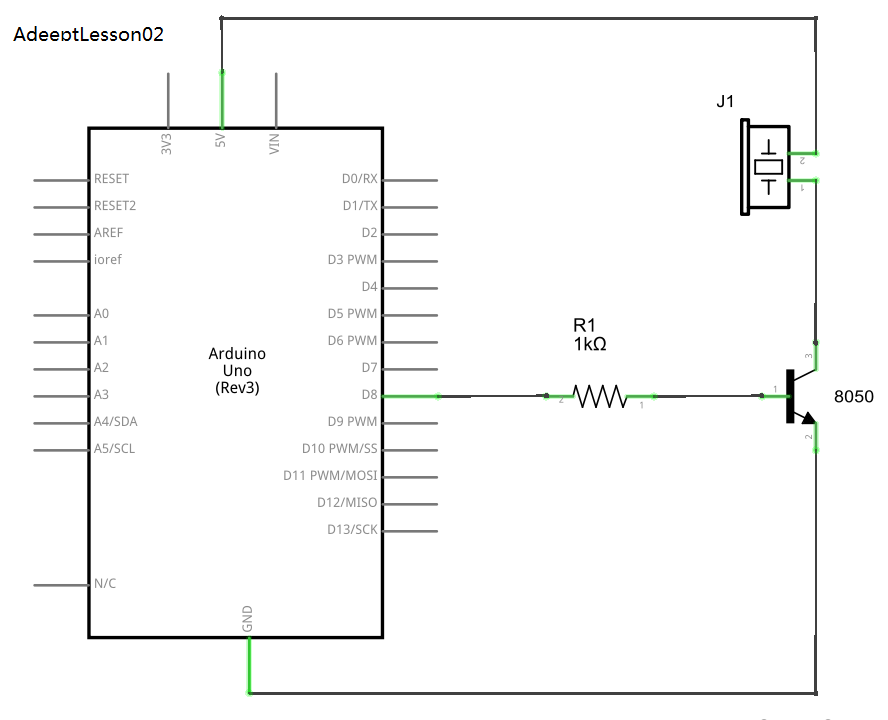 AdeeptLesson02
3V3
5V
VIN
J1
2
1
RESET
RESET2
AREF
ioref
A0
A1
A2
A3
A4/SDA
A5/SCL
N/C
Arduino
Uno
(Rev3)
D0/RX
D1/TX
D2
D3 PWM
D4
D5 PWM
D6 PWM
D7
D8
D9 PWM
D10 PWM/SS
D11 PWM/MOSI
D12/MISO
D13/SCK
GND
R1
1kΩ
2
1
3
1
2
8050